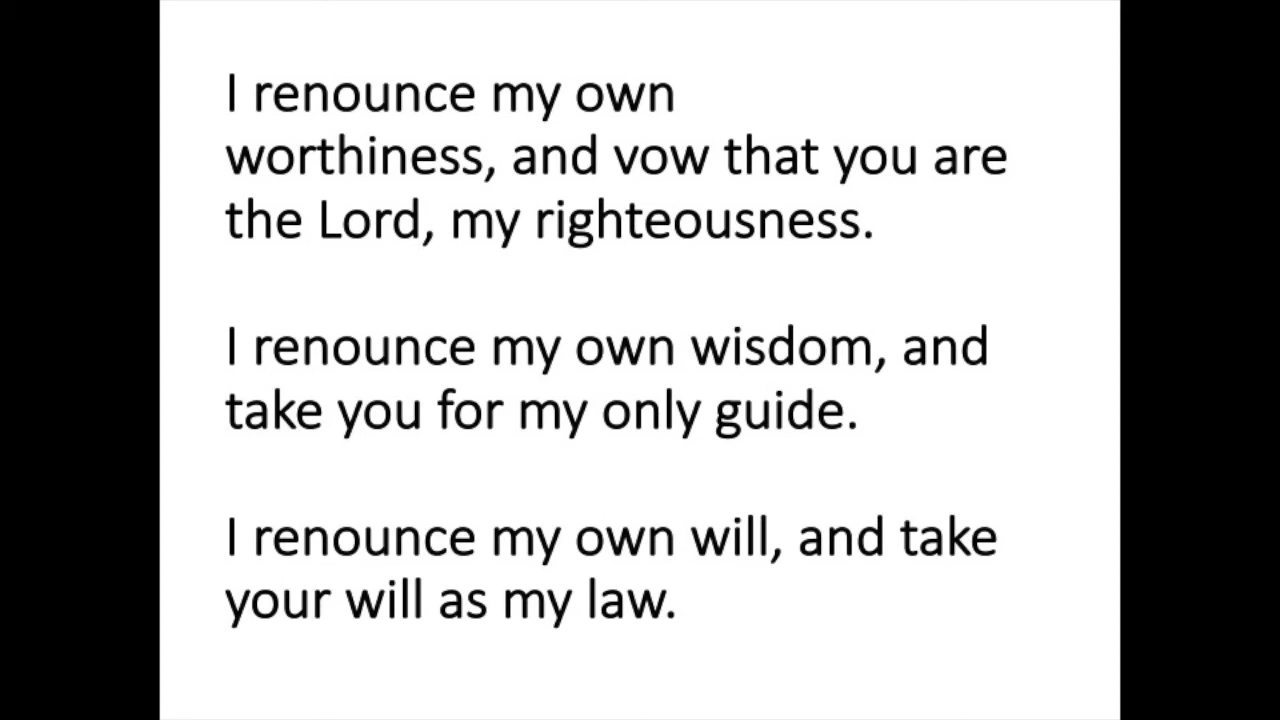 I renounce my own
worthiness, and vow that you are
the Lord, my righteousness.
I renounce my own wisdom, and
take you for my only guide.
I renounce my own will, and take
your will as my law.